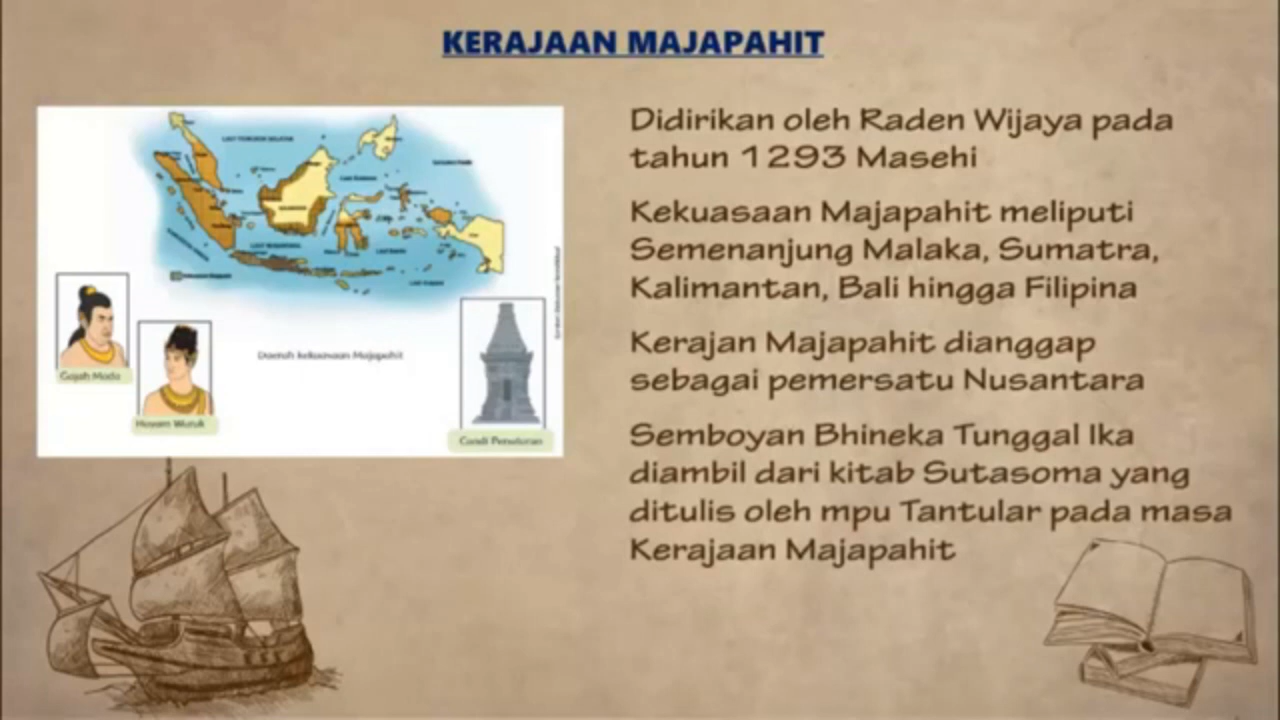 KERAJAAN MAJAPAHIT
Didirikan oleh Raden Wijaya pada
tahun 1293 Masehi
Kekuasaan Majapahit meliputi
Semenanjung Malaka, Sumatra,
Kalimantan, Bali hingga Filipina
Kerajan Majapahit dianggap
sebagai pemersatu Nusantara
Semboyan Bhineka Tunggal Ika
diambil dari kitab Sutasoma yang
ditulis oleh mpu Tantular pada masa
Kerajaan Majapahit
Daerah kekuasaan Majapahit
Gajah Mada
Hayam Wuruk
Candi Penataran